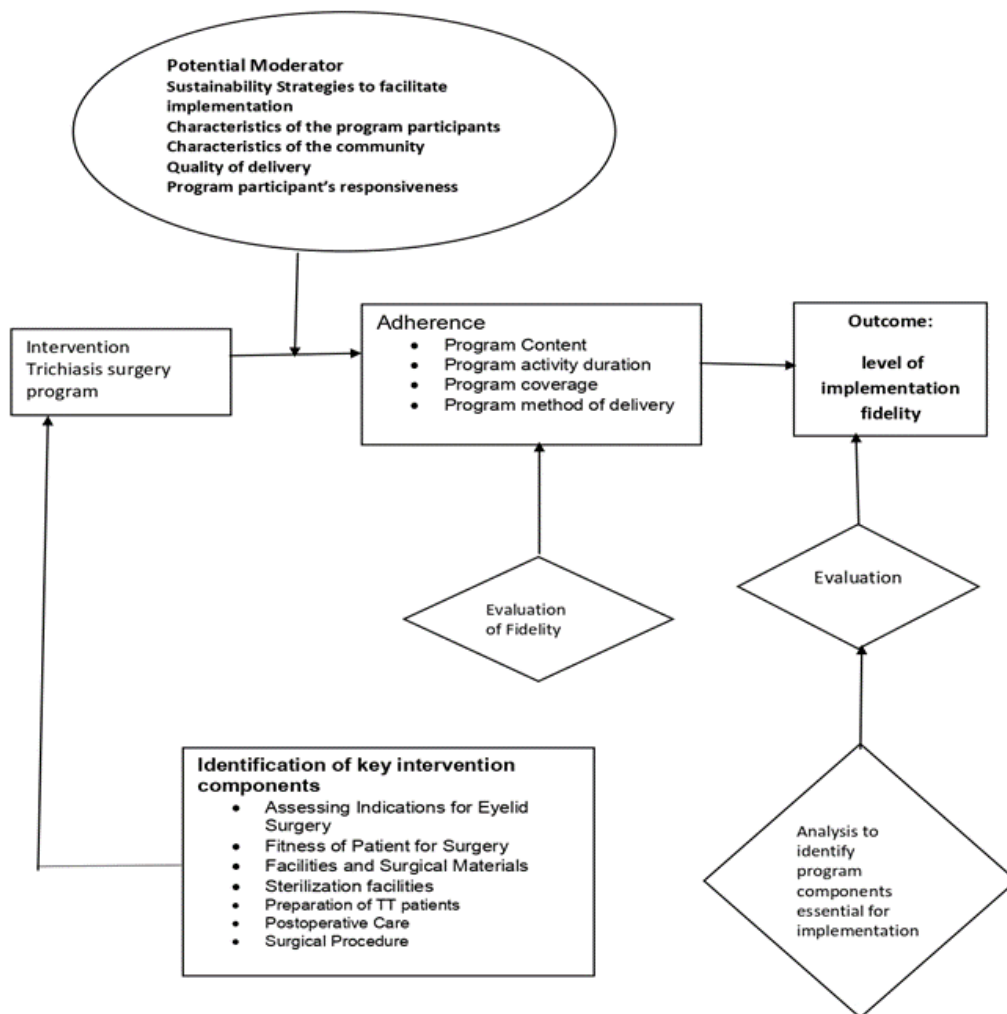 Potential Moderator
Sustainability Strategies to facilitate
implementation
Characteristics of the program participants
Characteristics of the community
Quality of delivery
Program participant's responsiveness
Intervention
Trichiasis surgery
program
Adherence
• Program Content
• Program activity duration
• Program coverage
• Program method of delivery
Outcome:
level of
implementation
fidelity
Evaluation
of Fidelity
Evaluation
Identification of key intervention
components
• Assessing Indications for Eyelid
Surgery
• Fitness of Patient for Surgery
• Facilities and Surgical Materials
• Sterilization facilities
• Preparation of TT patients
• Postoperative Care
• Surgical Procedure
Analysis to
identify
program
components
essential for
implementation